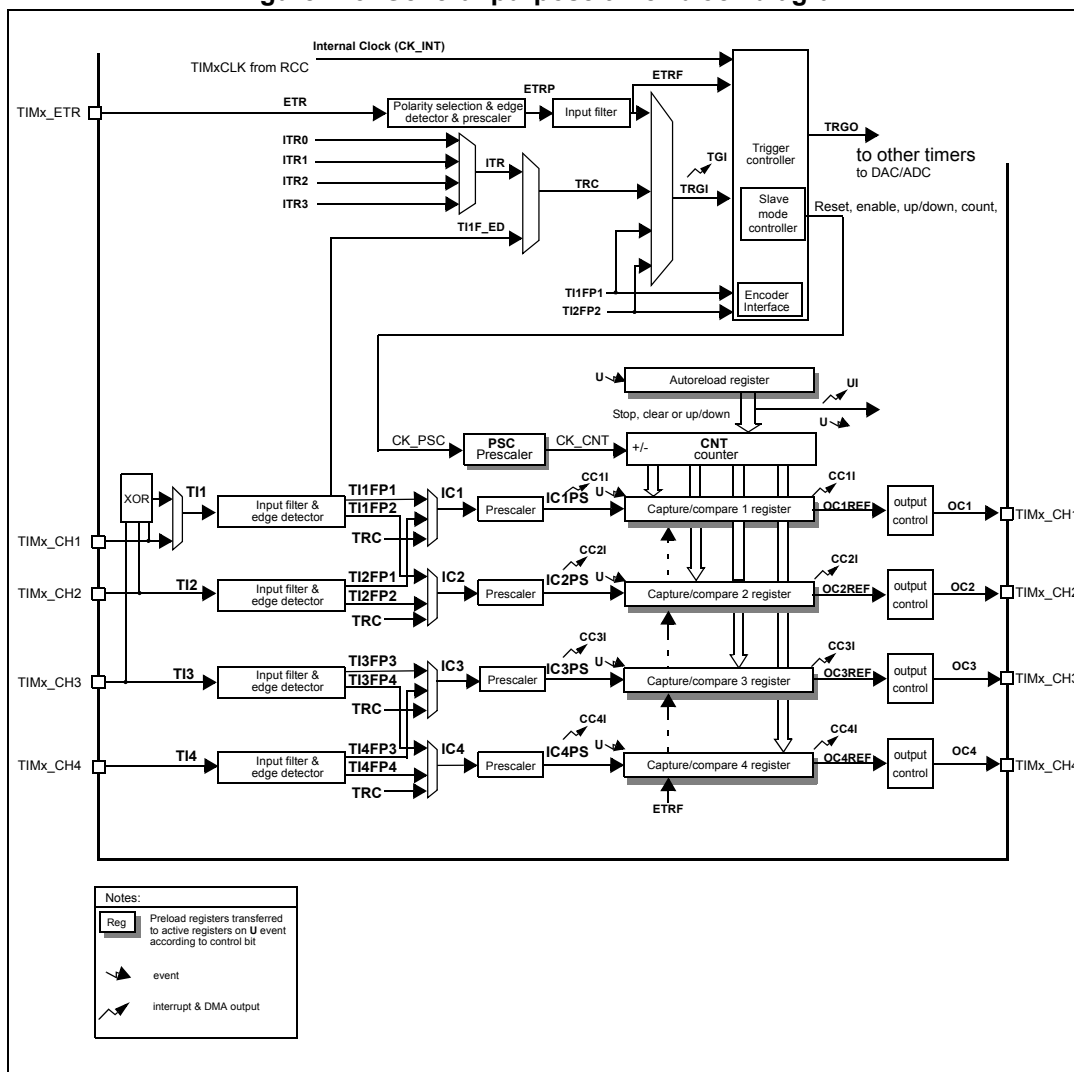 Internal Clock (CK_INT)
TIMxCLK from RCC
ETRF
TIMx_ETR
ETR
Polarity selection & edge
detector & prescaler
ETRP
Input filter
ITR0
ITR1
ITR2
ITR3
ITR
TRC
TI1F_ED
TGI
TRGI
Trigger
controller
TRGO
to other timers
to DAC/ADC
Slave
mode
controller
Reset, enable, up/down, count,
TI1FP1
TI2FP2
Encoder
Interface
U
Autoreload register
UI
Stop, clear or up/down
U
CK_PSC
PSC
Prescaler
CK_CNT
+/-
CNT
counter
XOR
TI1
Input filter &
edge detector
TI1FP1
TI1FP2
TRC
IC1
Prescaler
IC1PS
CC1I
U
Capture/compare 1 register
CC1I
OC1REF
output
control
OC1
TIMx_CH1
TIMx_CH1
TIMx_CH2
TI2
Input filter &
edge detector
TI2FP1
TI2FP2
TRC
IC2
Prescaler
IC2PS
CC2I
U
Capture/compare 2 register
CC2I
OC2REF
output
control
OC2
TIMx_CH2
TIMx_CH3
TI3
Input filter &
edge detector
TI3FP3
TI3FP4
TRC
IC3
Prescaler
IC3PS
CC3I
U
Capture/compare 3 register
CC3I
OC3REF
output
control
OC3
TIMx_CH3
TIMx_CH4
TI4
Input filter &
edge detector
TI4FP3
TI4FP4
TRC
IC4
Prescaler
IC4PS
CC4I
U
Capture/compare 4 register
CC4I
OC4REF
output
control
OC4
TIMx_CH4
ETRF
Notes:
Reg
Preload registers transferred
to active registers on U event
according to control bit
event
interrupt & DMA output